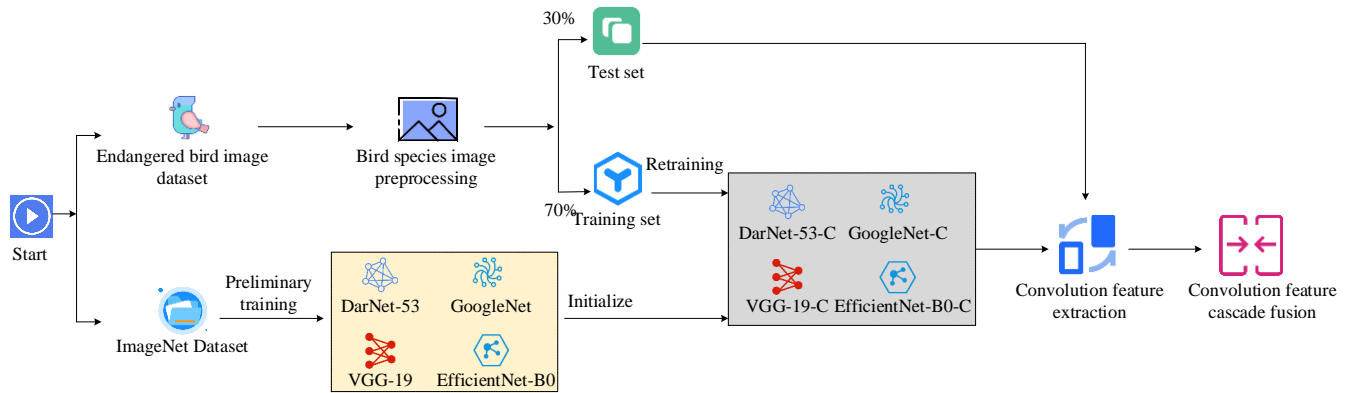 30%
Test set
Endangered bird image
dataset
Bird species image
preprocessing
Retraining
70%
Training set
DarNet-53-C
GoogleNet-C
VGG-19-C
EfficientNet-B0-C
Start
Preliminary
training
ImageNet Dataset
DarNet-53
GoogleNet
VGG-19
EfficientNet-B0
Initialize
Convolution feature
extraction
Convolution feature
cascade fusion